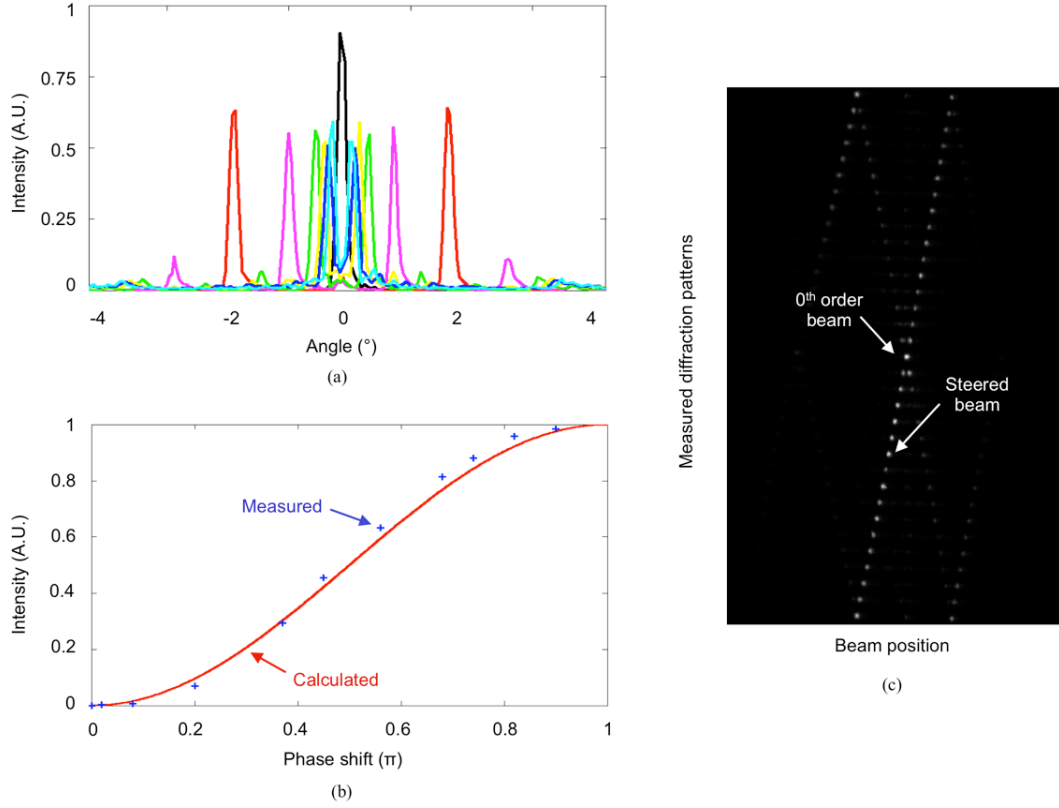 Intensity (A.U.)
1
0.75
0.5
0.25
0
-4
-2
0
2
4
Angle (°)
(a)
Intensity (A.U.)
1
0.8
0.6
0.4
0.2
0
Measured
Calculated
0
0.2
0.4
0.6
0.8
1
Phase shift (π)
(b)
Measured diffraction patterns
0th order
beam
Steered
beam
Beam position
(c)